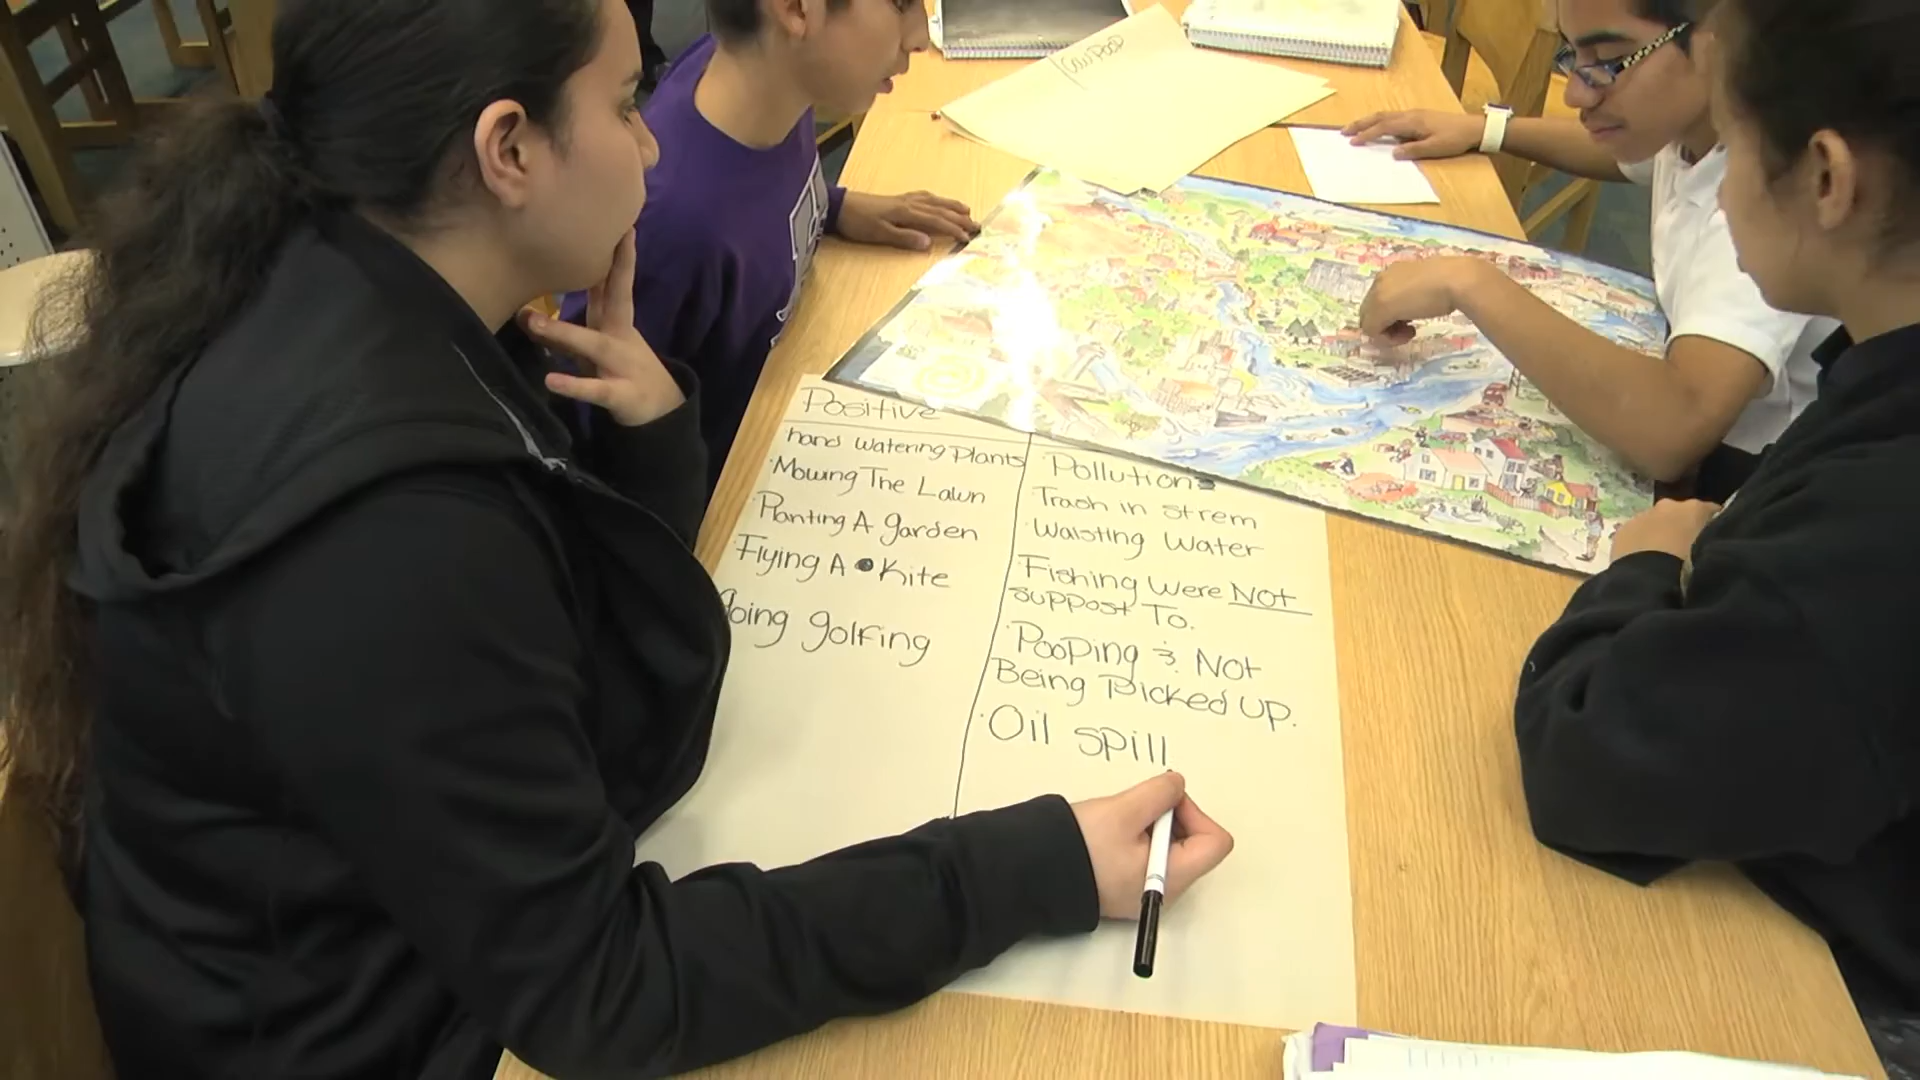 Positive
hand watering Plants
Mowing The Lawn
Planting A garden
Flying A Kite
Going golfing
Pollution
Trash in strem
Waisting Water
Fishing Were NOT
suppost To.
Pooping & Not
Being Picked UP.
Oil spill